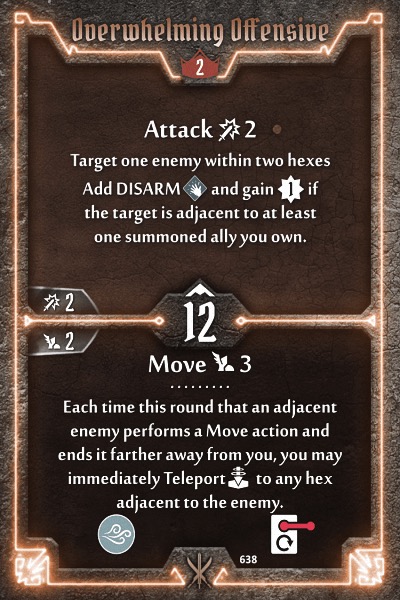 Overwhelming Offensive
2
Attack 2
Target one enemy within two hexes
Add DISARM and gain 1 if
the target is adjacent to at least
one summoned ally you own.
2
12
2
Move 3
Each time this round that an adjacent
enemy performs a Move action and
ends it farther away from you, you may
immediately Teleport to any hex
adjacent to the enemy.
638